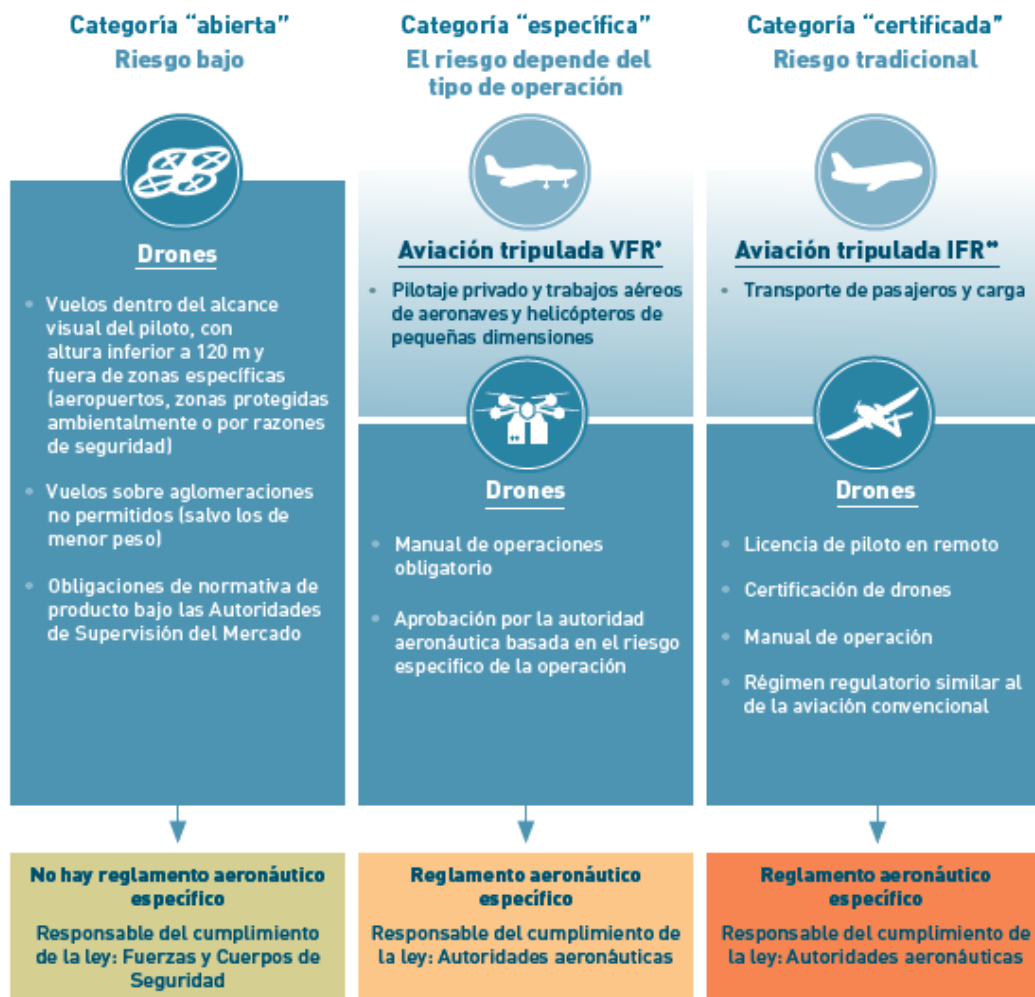 Categoría “abierta”
Riesgo bajo
Drones
Vuelos dentro del alcance
visual del piloto, con
altura inferior a 120 m y
fuera de zonas específicas
(aeropuertos, zonas protegidas
ambientalmente o por razones
de seguridad)
Vuelos sobre aglomeraciones
no permitidos (salvo los de
menor peso)
Obligaciones de normativa de
producto bajo las Autoridades
de Supervisión del Mercado
No hay reglamento aeronáutico
específico
Responsable del cumplimiento
de la ley: Fuerzas y Cuerpos de
Seguridad
Categoría “específica”
El riesgo depende del
tipo de operación
Aviación tripulada VFR*
Pilotaje privado y trabajos aéreos
de aeronaves y helicópteros de
pequeñas dimensiones
Drones
Manual de operaciones
obligatorio
Aprobación por la autoridad
aeronáutica basada en el riesgo
especifico de la operación
Reglamento aeronáutico
específico
Responsable del cumplimiento de
la ley: Autoridades aeronáuticas
Categoría “certificada”
Riesgo tradicional
Aviación tripulada IFR**
Transporte de pasajeros y carga
Drones
Licencia de piloto en remoto
Certificación de drones
Manual de operación
Régimen regulatorio similar al
de la aviación convencional
Reglamento aeronáutico
específico
Responsable del cumplimiento de
la ley: Autoridades aeronáuticas